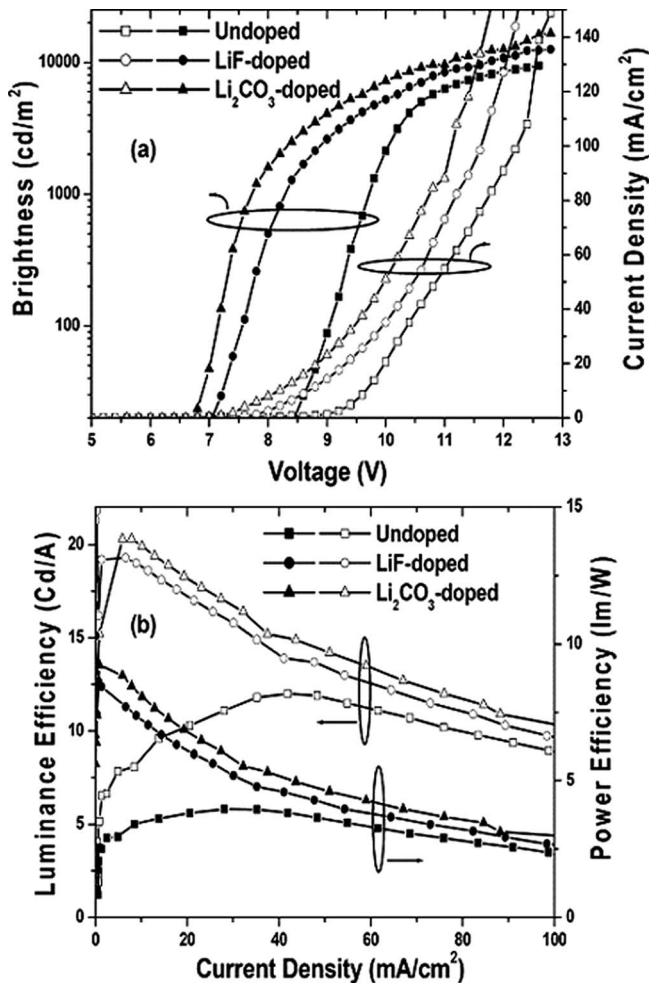 Undoped
LiF-doped
Li2CO3-doped
(a)
Brightness (cd/m2)
10000
1000
100
Current Density (mA/cm2)
140
120
100
80
60
40
20
0
5 6 7 8 9 10 11 12 13
Voltage (V)
Undoped
LiF-doped
Li2CO3-doped
(b)
Luminance Efficiency (Cd/A)
20
15
10
5
0
Power Efficiency (lm/W)
15
10
5
0
0 20 40 60 80 100
Current Density (mA/cm2)